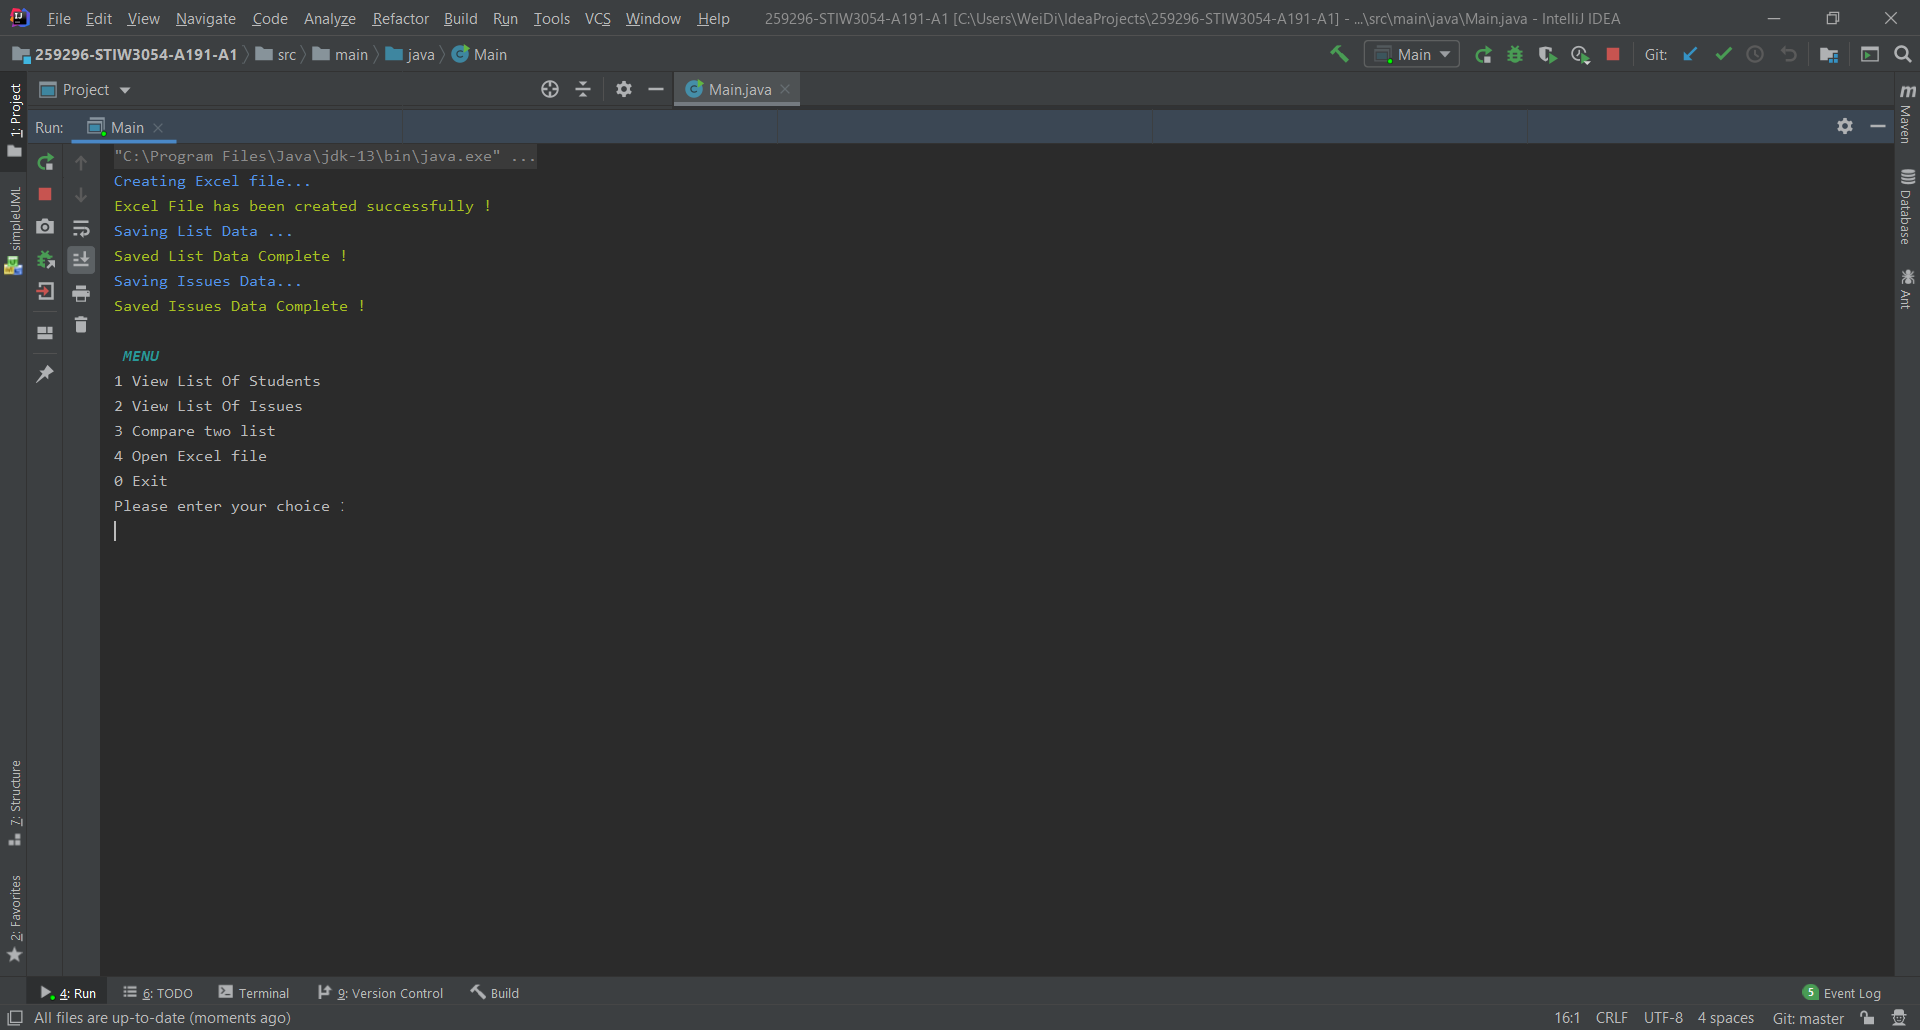 File Edit View Navigate Code Analyze Refactor Build Run Tools VCS Window Help 259296-STIW3054-A191-A1 [C:\Users\WeiDi\IdeaProjects\259296-STIW3054-A191-A1] - ...\src\main\java\Main.java - IntelliJ IDEA
259296-STIW3054-A191-A1 src main java Main Main Git:
Project Main.java
Run: Main
"C:\Program Files\Java\jdk-13\bin\java.exe" ...
Creating Excel file...
Excel File has been created successfully !
Saving List Data ...
Saved List Data Complete !
Saving Issues Data...
Saved Issues Data Complete !
MENU
1 View List Of Students
2 View List Of Issues
3 Compare two list
4 Open Excel file
0 Exit
Please enter your choice :
1: Project
simpleUML
7: Structure
2: Favorites
m Maven
Database
Ant
4: Run 6: TODO Terminal 9: Version Control Build 5 Event Log
All files are up-to-date (moments ago) 16:1 CRLF UTF-8 4 spaces Git: master